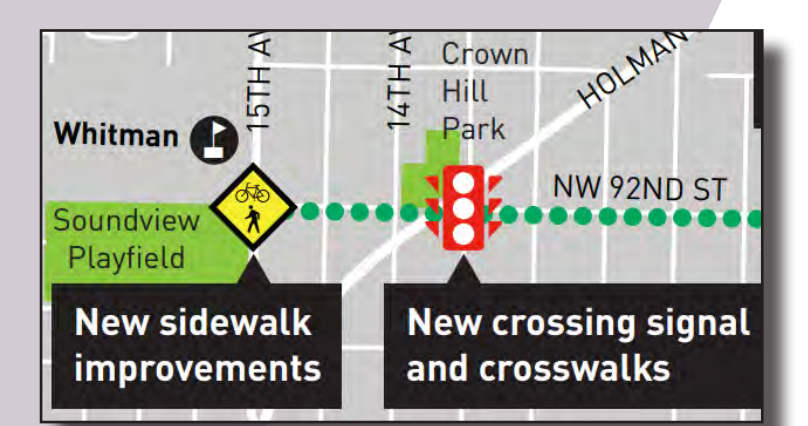 15TH AV
14TH A
Crown
Hill
Park
HOLMAN
Whitman
NW 92ND ST
Soundview
Playfield
New sidewalk
improvements
New crossing signal
and crosswalks